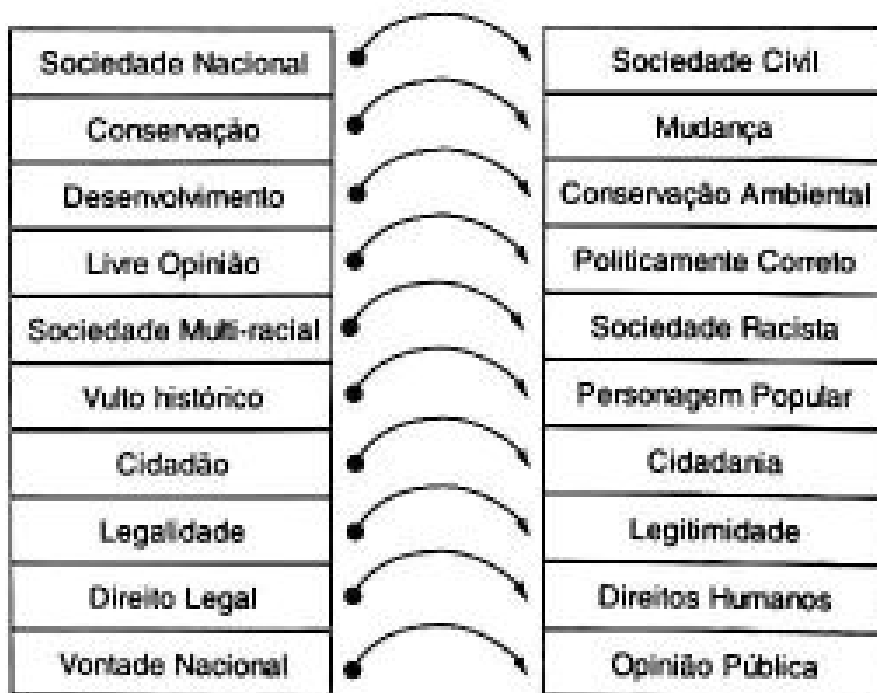 Sociedade Nacional
Sociedade Civil
Conservação
Mudança
Desenvolvimento
Conservação Ambiental
Livre Opinião
Politicamente Correto
Sociedade Multi-racial
Sociedade Racista
Vulto histórico
Personagem Popular
Cidadão
Cidadania
Legalidade
Legitimidade
Direito Legal
Direitos Humanos
Vontade Nacional
Opinião Pública